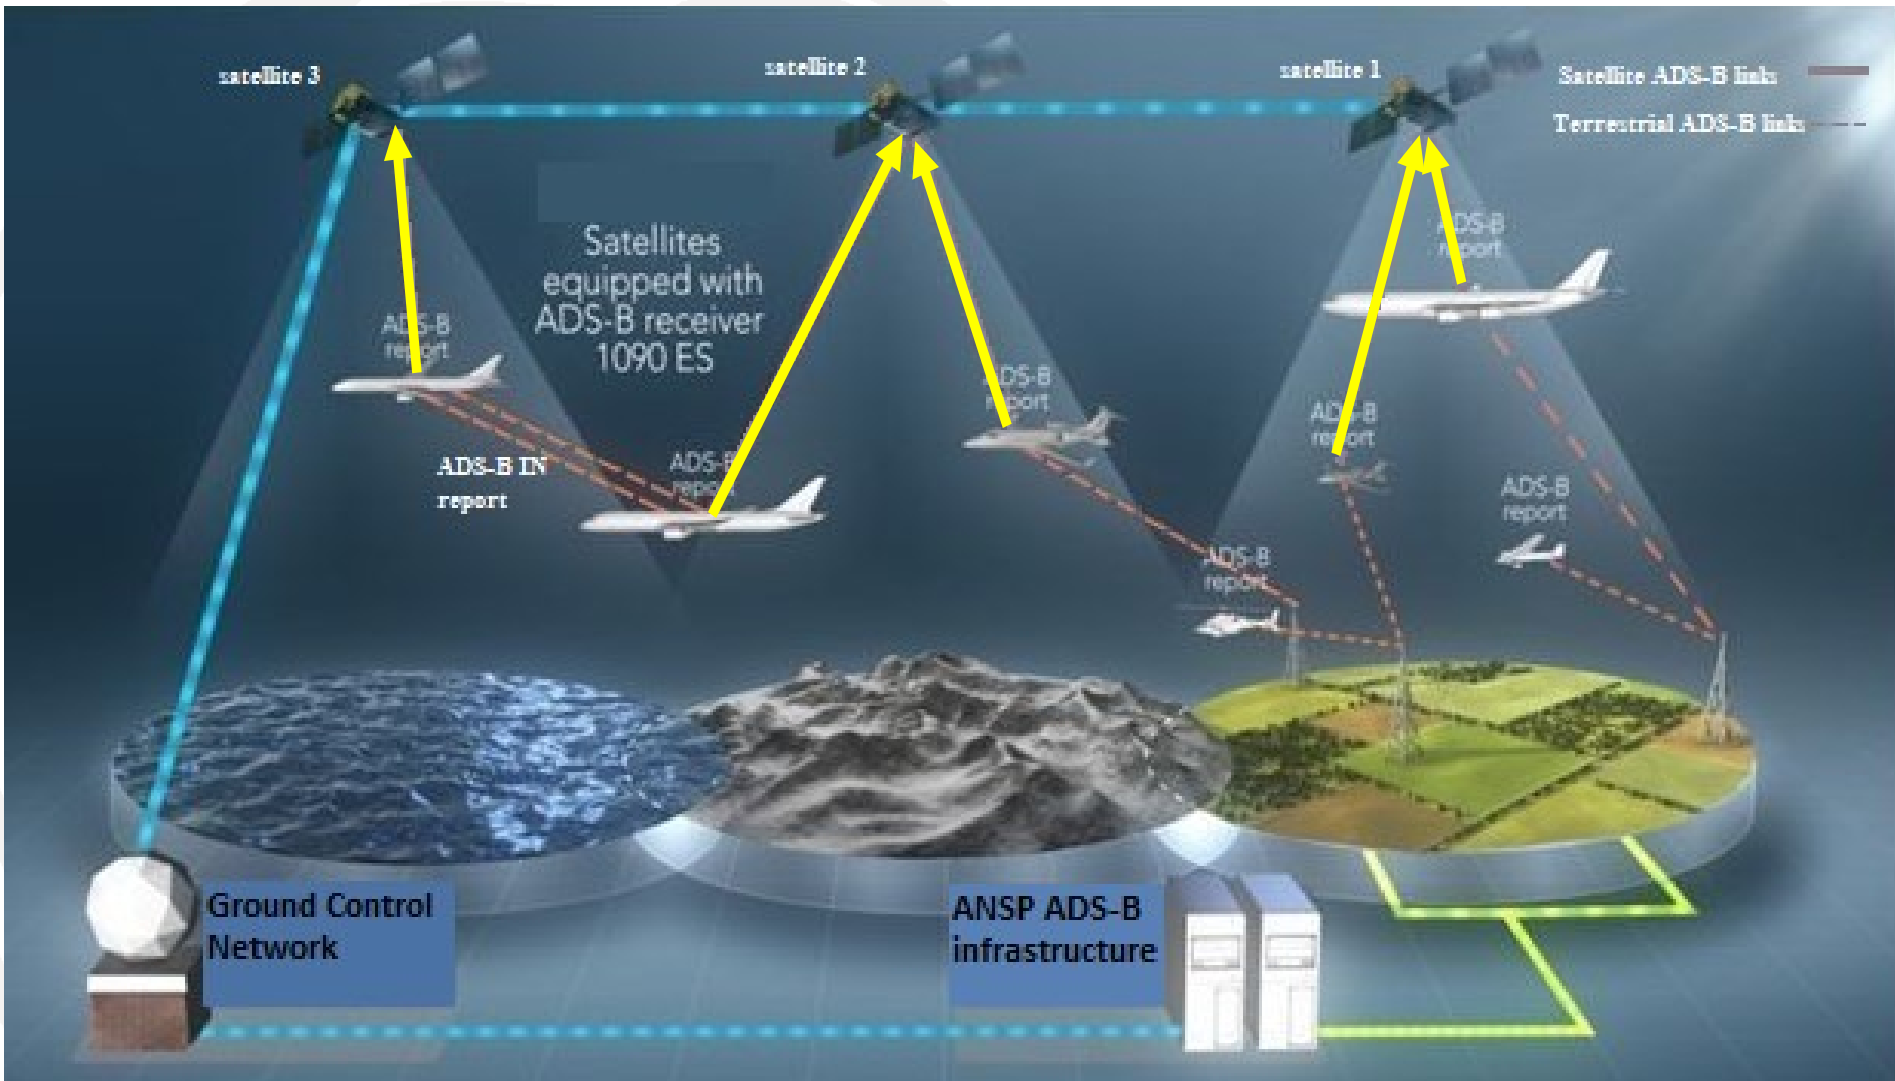 satellite 3
satellite 2
satellite 1
Satellite ADS-B links
Terrestrial ADS-B links
Satellites
equipped with
ADS-B receiver
1090 ES
ADS-B
report
ADS-B
report
ADS-B IN
report
ADS-B
report
ADS-B
report
ADS-B
report
ADS-B
report
ADS-B
report
Ground Control
Network
ANSP ADS-B
infrastructure